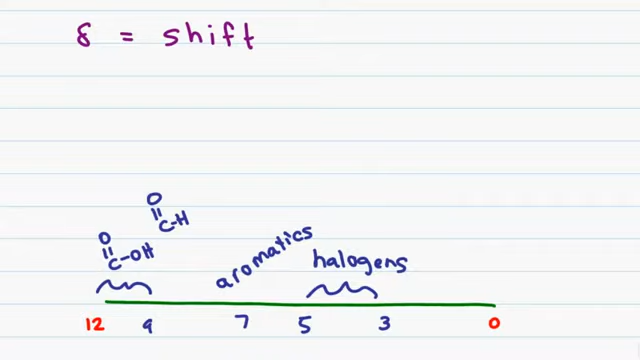 δ = shift
O
||
C-H
O
||
C-OH
aromatics
halogens
12 9 7 5 3 0